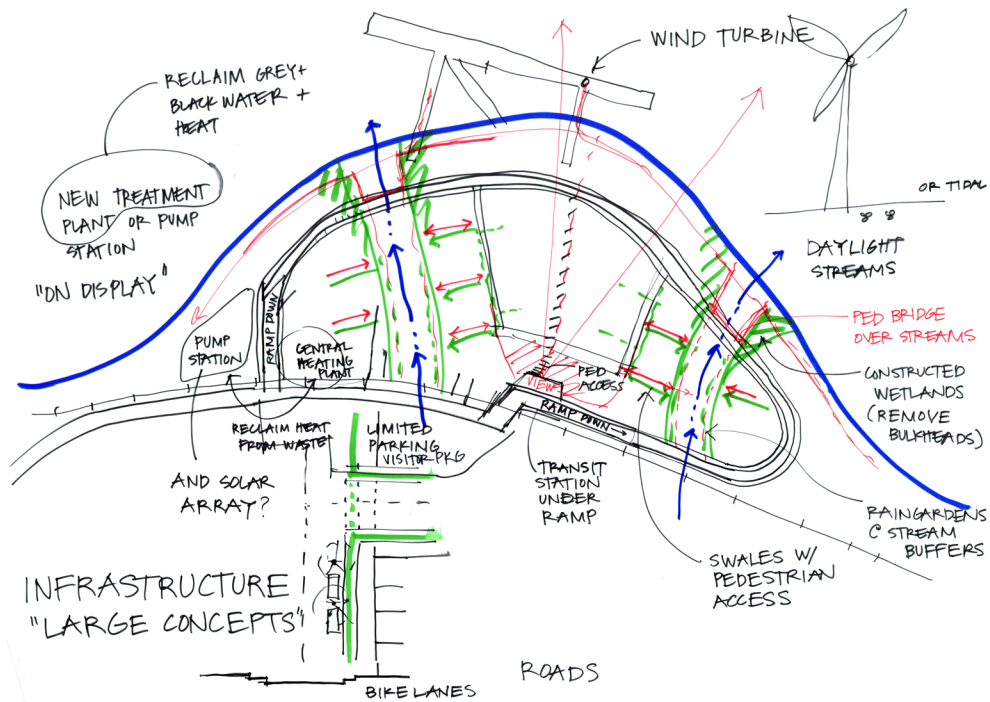 WIND TURBINE
RECLAIM GREY+
BLACK WATER +
HEAT
NEW TREATMENT
PLANT OR PUMP
STATION
"ON DISPLAY"
OR TIDAL
DAYLIGHT
STREAMS
PED BRIDGE
OVER STREAMS
CONSTRUCTED
WETLANDS
(REMOVE
BULKHEADS)
RAMP DOWN
PUMP
STATION
CENTRAL
HEATING
PLANT
VIEW
PED
ACCESS
RAMP DOWN
RECLAIM HEAT
FROM WASTE
LIMITED
PARKING
VISITOR PKG
AND SOLAR
ARRAY?
TRANSIT
STATION
UNDER
RAMP
RAINGARDENS
C STREAM
BUFFERS
SWALES W/
PEDESTRIAN
ACCESS
INFRASTRUCTURE
"LARGE CONCEPTS"
ROADS
BIKE LANES